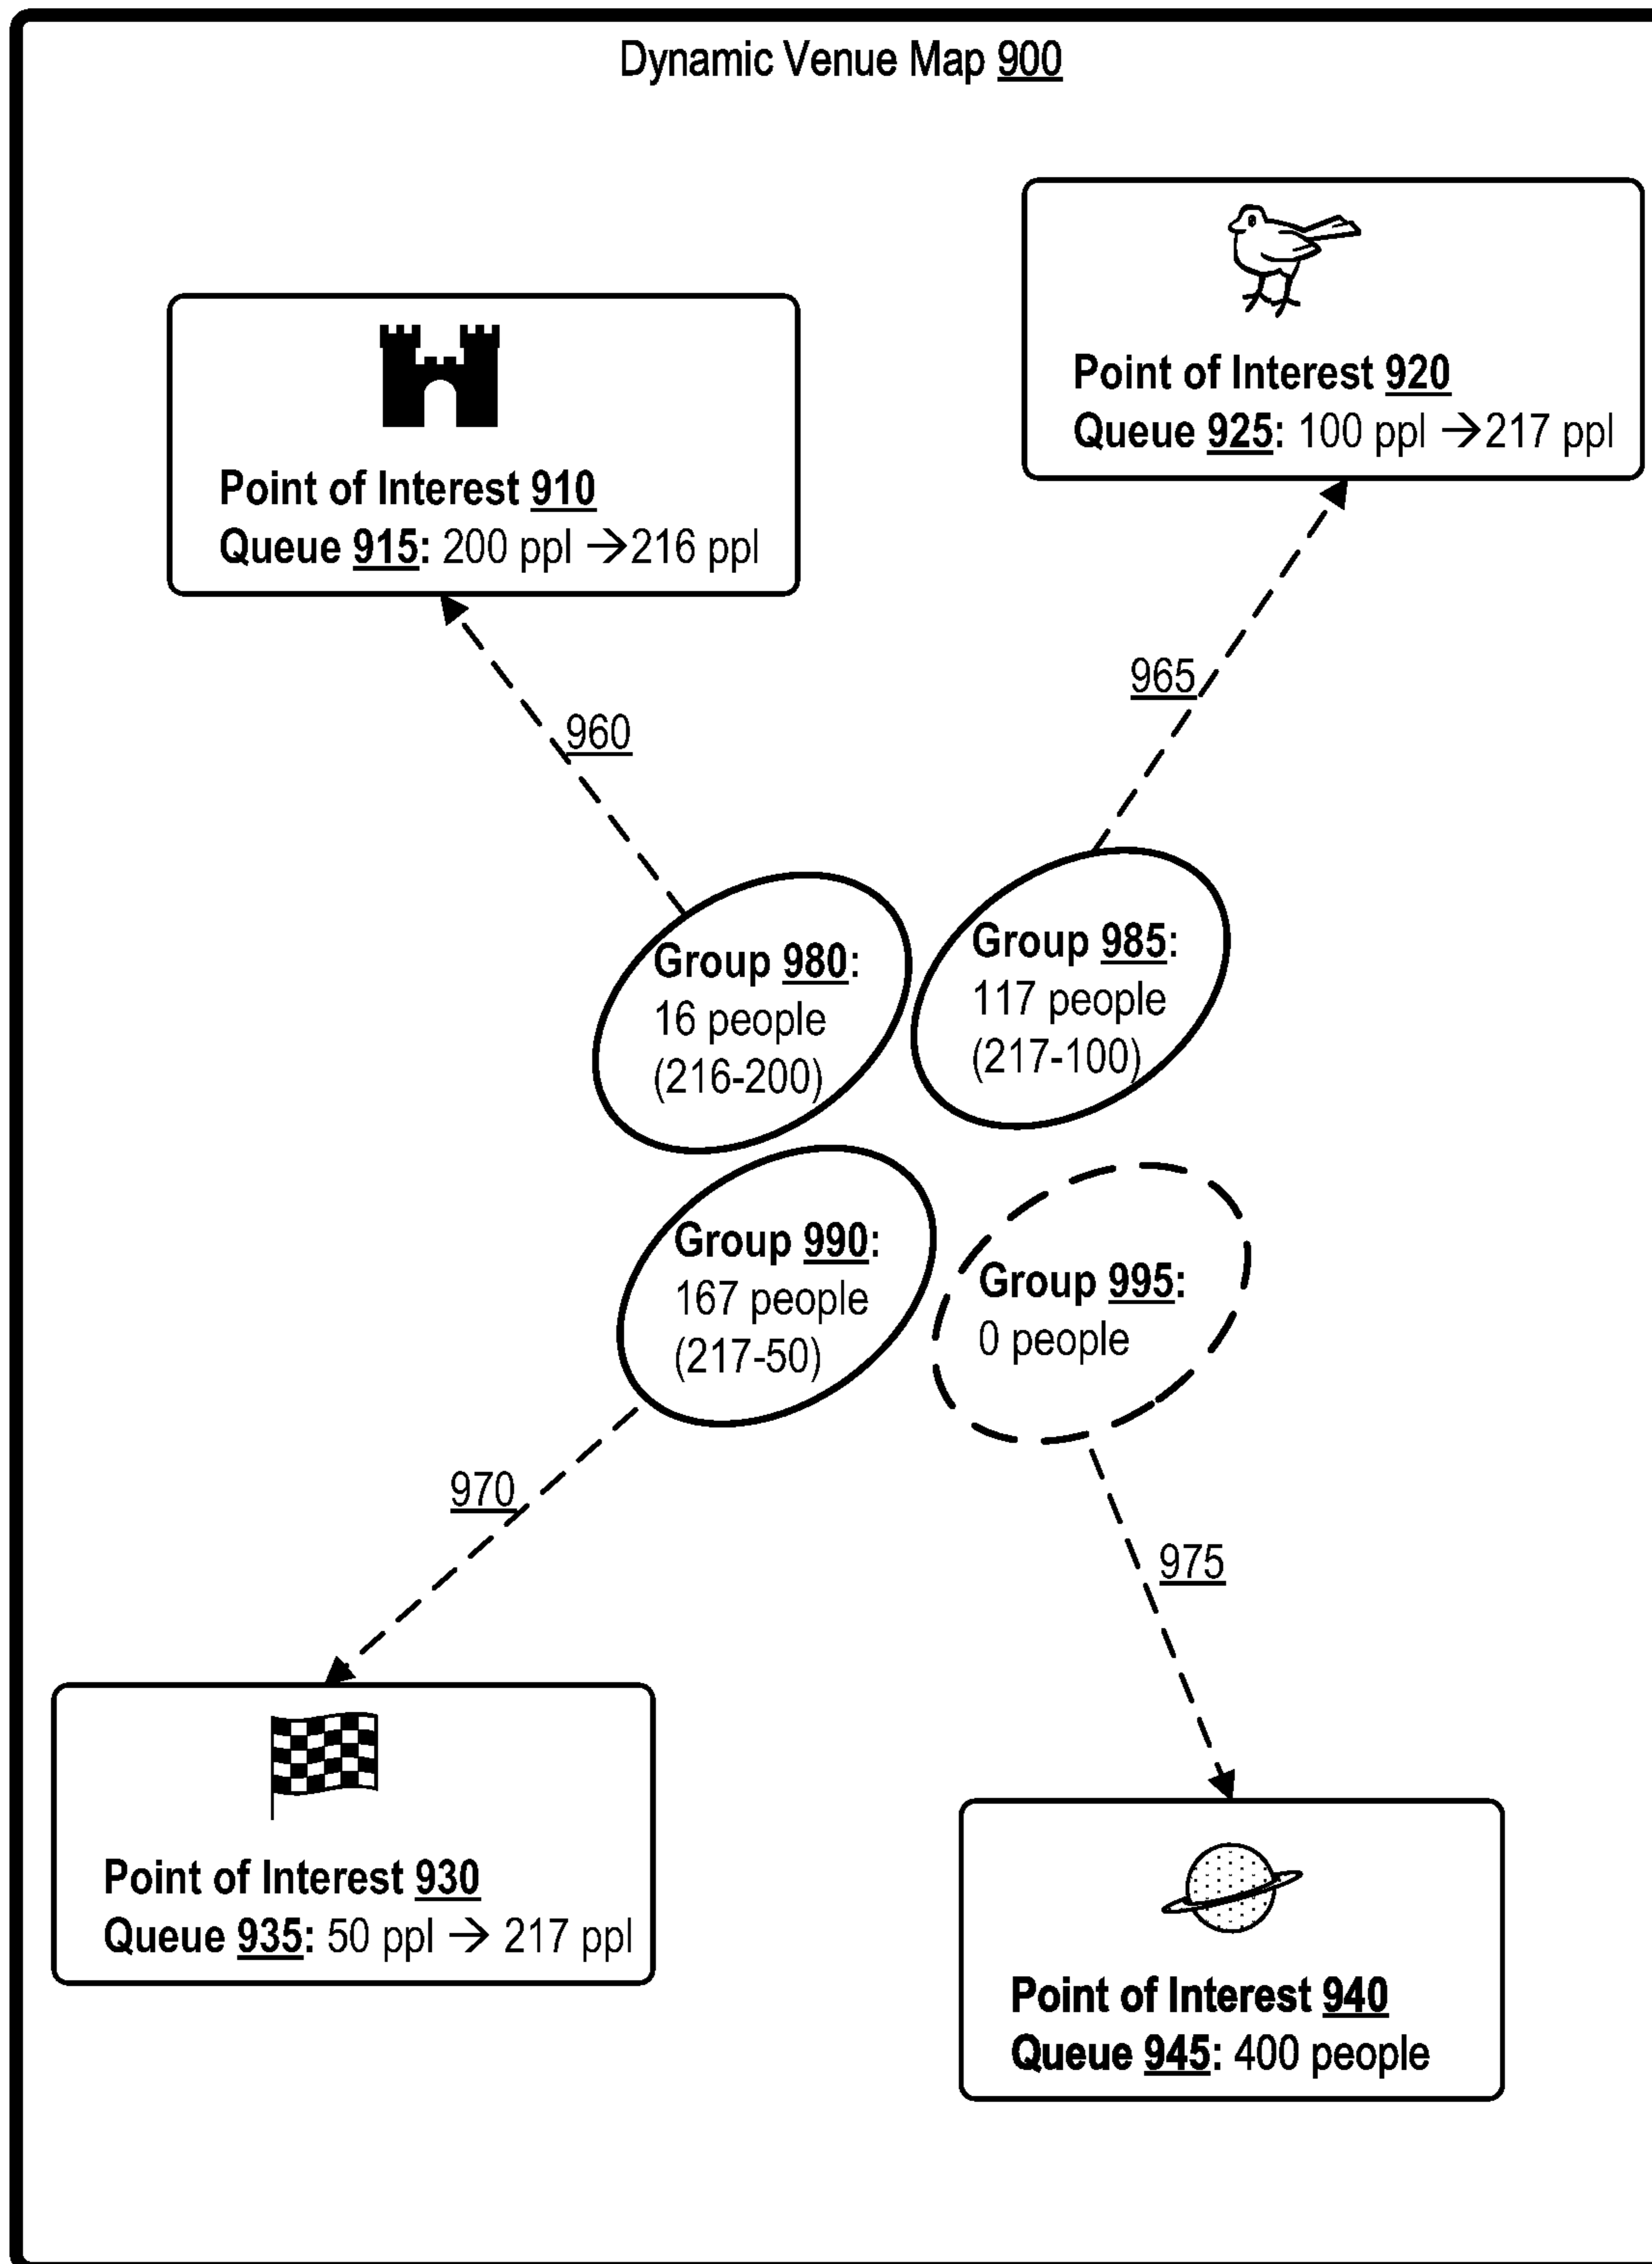 Dynamic Venue Map 900
Point of Interest 920
Queue 925: 100 ppl →217 ppl
Point of Interest 910
Queue 915: 200 ppl →216 ppl
965
960
Group 985:
117 people
(217-100)
Group 980:
16 people
(216-200)
Group 990:
167 people
(217-50)
Group 995:
0 people
970
975
Point of Interest 930
Queue 935: 50 ppl → 217 ppl
Point of Interest 940
Queue 945: 400 people